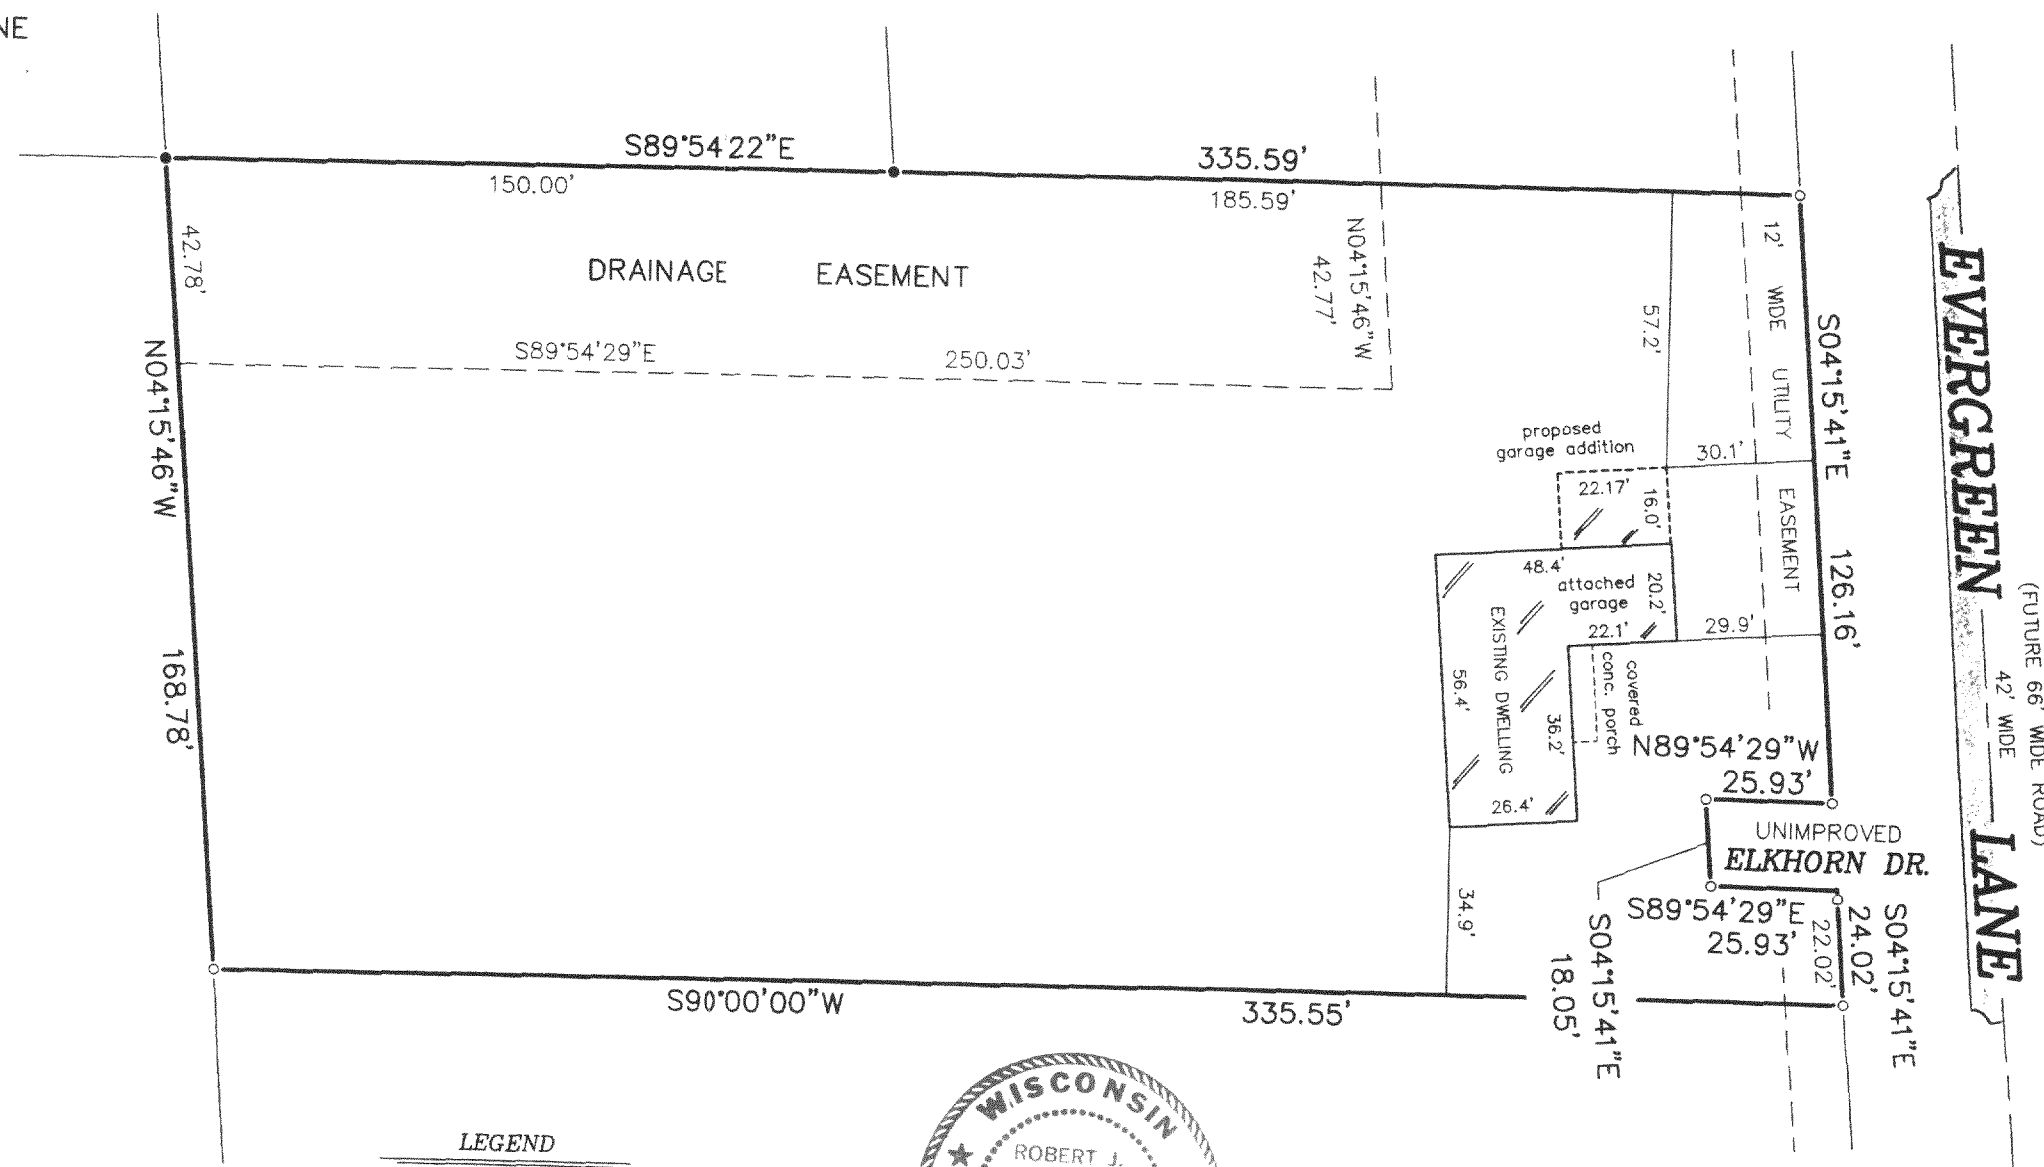 NE
S89°54'22"E
335.59'
150.00'
185.59'
42.78'
DRAINAGE EASEMENT
N04°15'46"W
42.77'
S89°54'29"E
250.03'
N04°15'46"W
168.78'
57.2'
12' WIDE UTILITY EASEMENT
S04°15'41"E
126.16'
proposed
garage addition
30.1'
22.17'
16.0'
48.4'
attached
garage
20.2'
22.1'
29.9'
EXISTING DWELLING
56.4'
36.2'
26.4'
covered
conc. porch
N89°54'29"W
25.93'
UNIMPROVED
ELKHORN DR.
S89°54'29"E
25.93'
22.02'
24.02'
S04°15'41"E
34.9'
S04°15'41"E
18.05'
S90°00'00"W
335.55'
EVERGREEN LANE
42' WIDE
(FUTURE 66' WIDE ROAD)
WISCONSIN
ROBERT J.
LEGEND